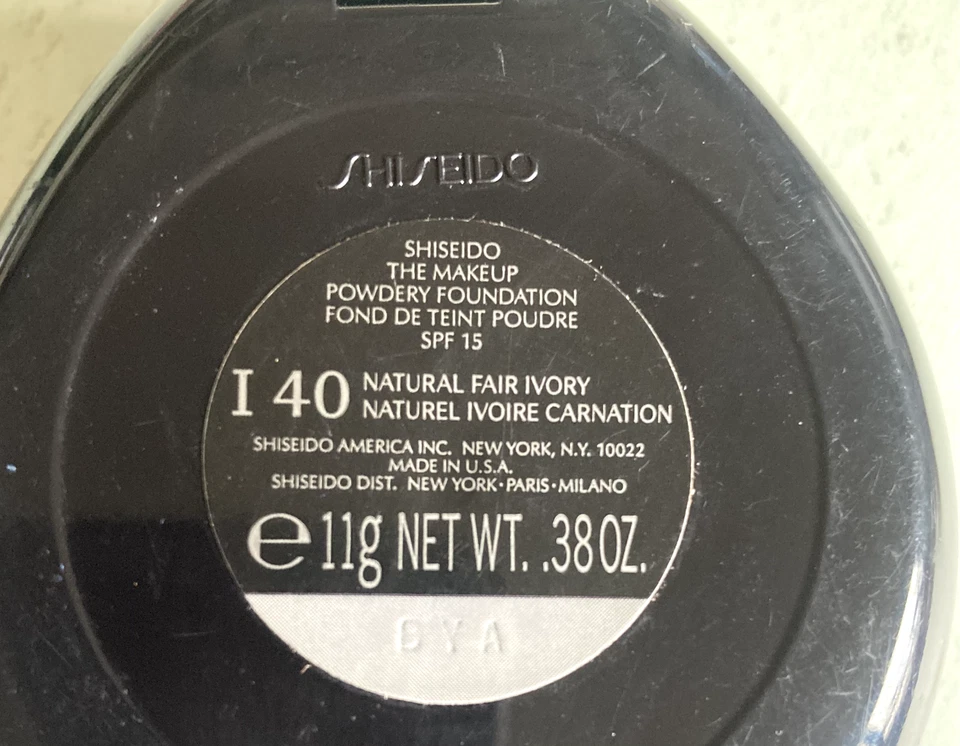 SHISEIDO
SHISEIDO
THE MAKEUP
POWDERY FOUNDATION
FOND DE TEINT POUDRE
SPF 15
I 40 NATURAL FAIR IVORY
NATUREL IVOIRE CARNATION
SHISEIDO AMERICA INC. NEW YORK, N.Y. 10022
MADE IN U.S.A.
SHISEIDO DIST. NEW YORK·PARIS·MILANO
℮ 11g NET WT. .38 OZ.